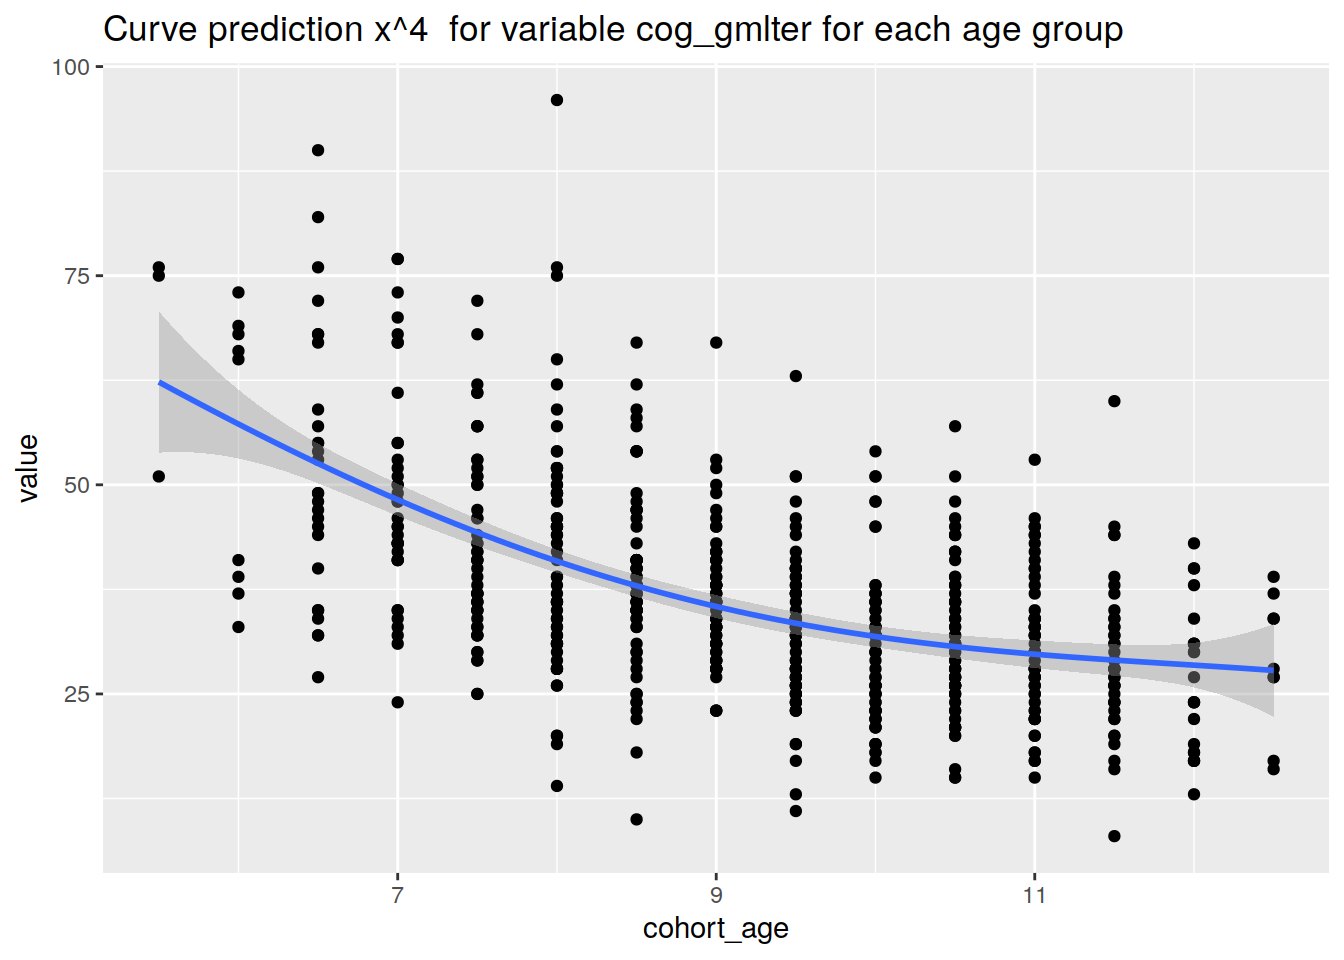 Curve prediction x^4  for variable cog_gmlter for each age group
100
75
50
25
value
7
9
11
cohort_age